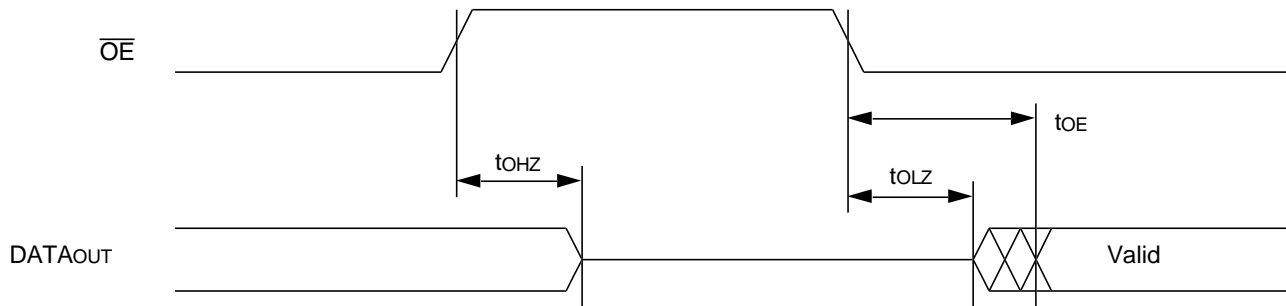 OE
tOE
tOHZ
tOLZ
DATAOUT
Valid